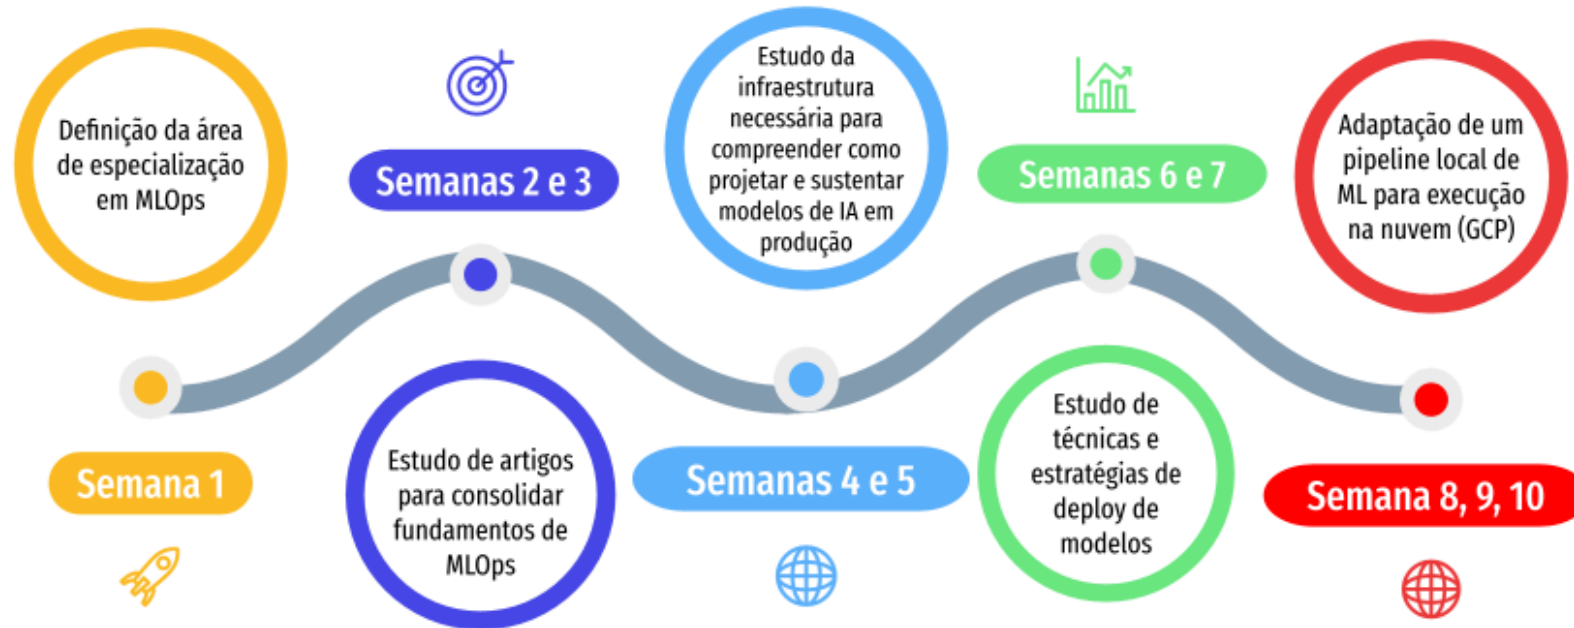 Definição da área
de especialização
em MLOps
Semana 1
Semanas 2 e 3
Estudo de artigos
para consolidar
fundamentos de
MLOps
Estudo da
infraestrutura
necessária para
compreender como
projetar e sustentar
modelos de IA em
produção
Semanas 4 e 5
Semanas 6 e 7
Estudo de
técnicas e
estratégias de
deploy de
modelos
Adaptação de um
pipeline local de
ML para execução
na nuvem (GCP)
Semana 8, 9, 10